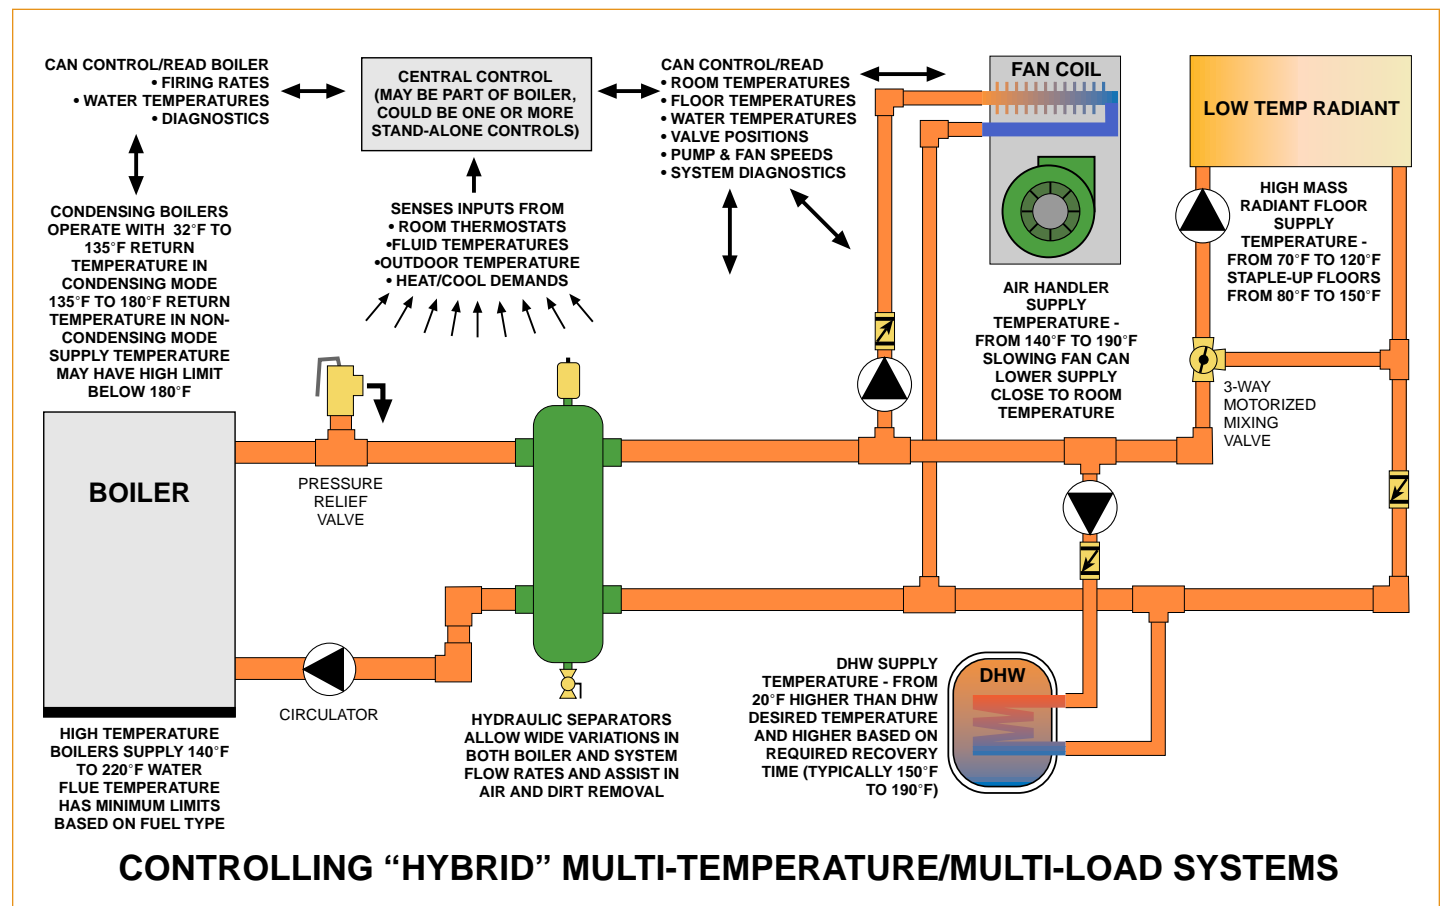 CAN CONTROL/READ BOILER
• FIRING RATES
• WATER TEMPERATURES
• DIAGNOSTICS
CENTRAL CONTROL
(MAY BE PART OF BOILER,
COULD BE ONE OR MORE
STAND-ALONE CONTROLS)
CAN CONTROL/READ
• ROOM TEMPERATURES
• FLOOR TEMPERATURES
• WATER TEMPERATURES
• VALVE POSITIONS
• PUMP & FAN SPEEDS
• SYSTEM DIAGNOSTICS
FAN COIL
LOW TEMP RADIANT
CONDENSING BOILERS
OPERATE WITH 32°F TO
135°F RETURN
TEMPERATURE IN
CONDENSING MODE
135°F TO 180°F RETURN
TEMPERATURE IN NON-
CONDENSING MODE
SUPPLY TEMPERATURE
MAY HAVE HIGH LIMIT
BELOW 180°F
SENSES INPUTS FROM
• ROOM THERMOSTATS
•FLUID TEMPERATURES
•OUTDOOR TEMPERATURE
• HEAT/COOL DEMANDS
HIGH MASS
RADIANT FLOOR
SUPPLY
TEMPERATURE -
FROM 70°F TO 120°F
STAPLE-UP FLOORS
FROM 80°F TO 150°F
AIR HANDLER
SUPPLY
TEMPERATURE -
FROM 140°F TO 190°F
SLOWING FAN CAN
LOWER SUPPLY
CLOSE TO ROOM
TEMPERATURE
3-WAY
MOTORIZED
MIXING
VALVE
BOILER
PRESSURE
RELIEF
VALVE
CIRCULATOR
HYDRAULIC SEPARATORS
ALLOW WIDE VARIATIONS IN
BOTH BOILER AND SYSTEM
FLOW RATES AND ASSIST IN
AIR AND DIRT REMOVAL
DHW SUPPLY
TEMPERATURE - FROM
20°F HIGHER THAN DHW
DESIRED TEMPERATURE
AND HIGHER BASED ON
REQUIRED RECOVERY
TIME (TYPICALLY 150°F
TO 190°F)
DHW
HIGH TEMPERATURE
BOILERS SUPPLY 140°F
TO 220°F WATER
FLUE TEMPERATURE
HAS MINIMUM LIMITS
BASED ON FUEL TYPE
CONTROLLING “HYBRID” MULTI-TEMPERATURE/MULTI-LOAD SYSTEMS